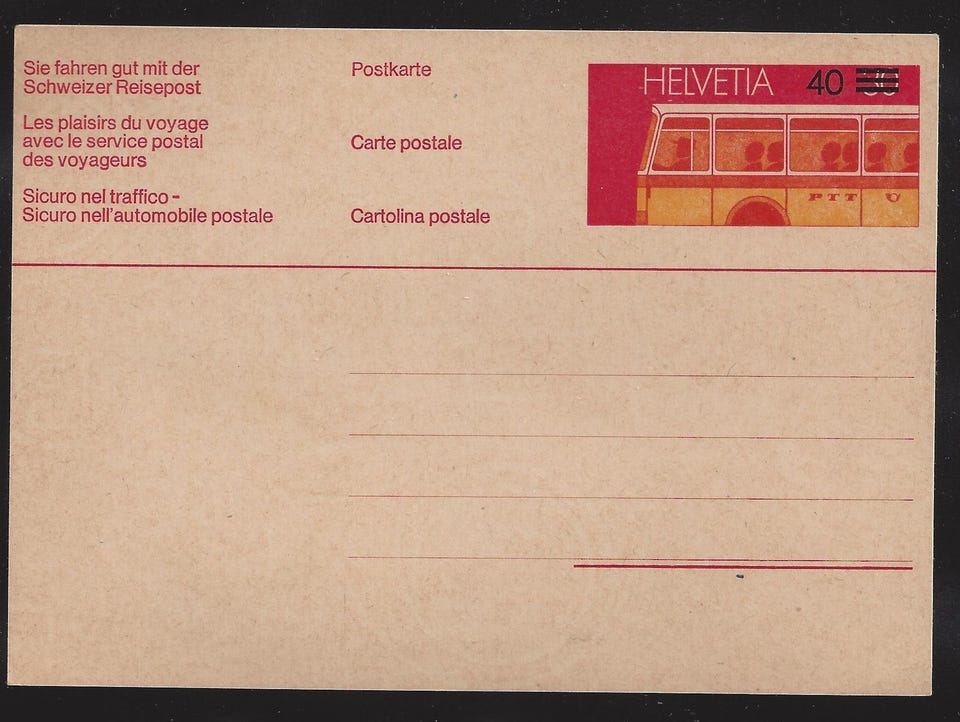 Sie fahren gut mit der
Schweizer Reisepost
Les plaisirs du voyage
avec le service postal
des voyageurs
Sicuro nel traffico –
Sicuro nell'automobile postale
Postkarte
Carte postale
Cartolina postale
HELVETIA 40 30
PTT